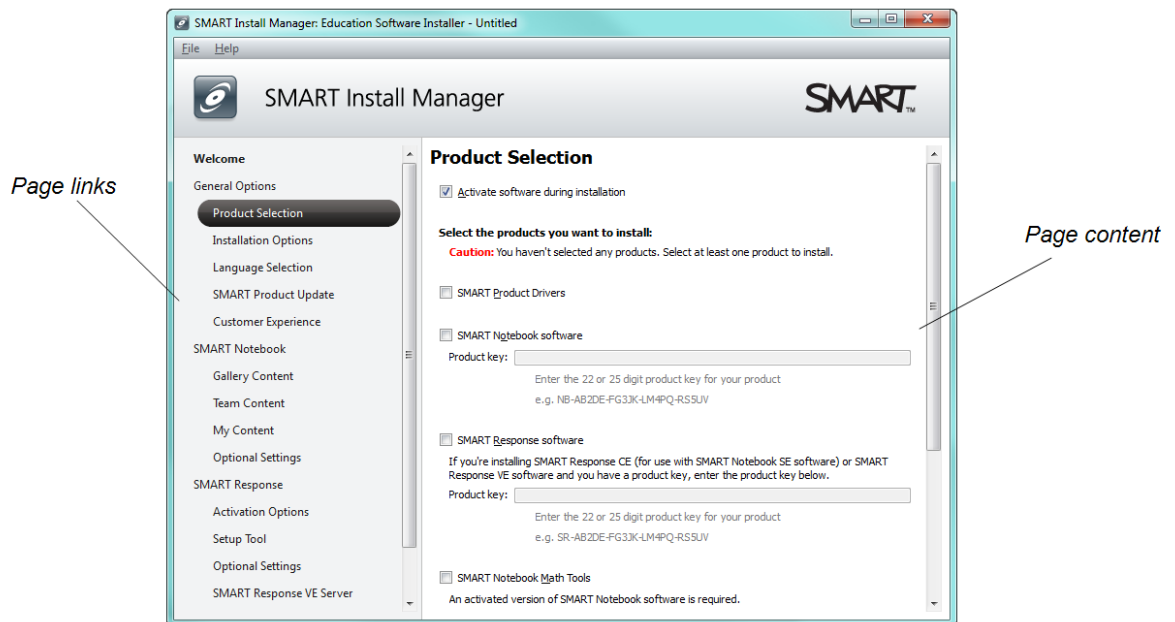 SMART Install Manager: Education Software Installer - Untitled
File Help
SMART Install Manager
SMART™
Page links
Welcome
General Options
Product Selection
Installation Options
Language Selection
SMART Product Update
Customer Experience
SMART Notebook
Gallery Content
Team Content
My Content
Optional Settings
SMART Response
Activation Options
Setup Tool
Optional Settings
SMART Response VE Server
Product Selection
Activate software during installation
Select the products you want to install:
Caution: You haven't selected any products. Select at least one product to install.
SMART Product Drivers
SMART Notebook software
Product key:
Enter the 22 or 25 digit product key for your product
e.g. NB-AB2DE-FG3JK-LM4PQ-RS5UV
SMART Response software
If you're installing SMART Response CE (for use with SMART Notebook SE software) or SMART
Response VE software and you have a product key, enter the product key below.
Product key:
Enter the 22 or 25 digit product key for your product
e.g. SR-AB2DE-FG3JK-LM4PQ-RS5UV
SMART Notebook Math Tools
An activated version of SMART Notebook software is required.
Page content